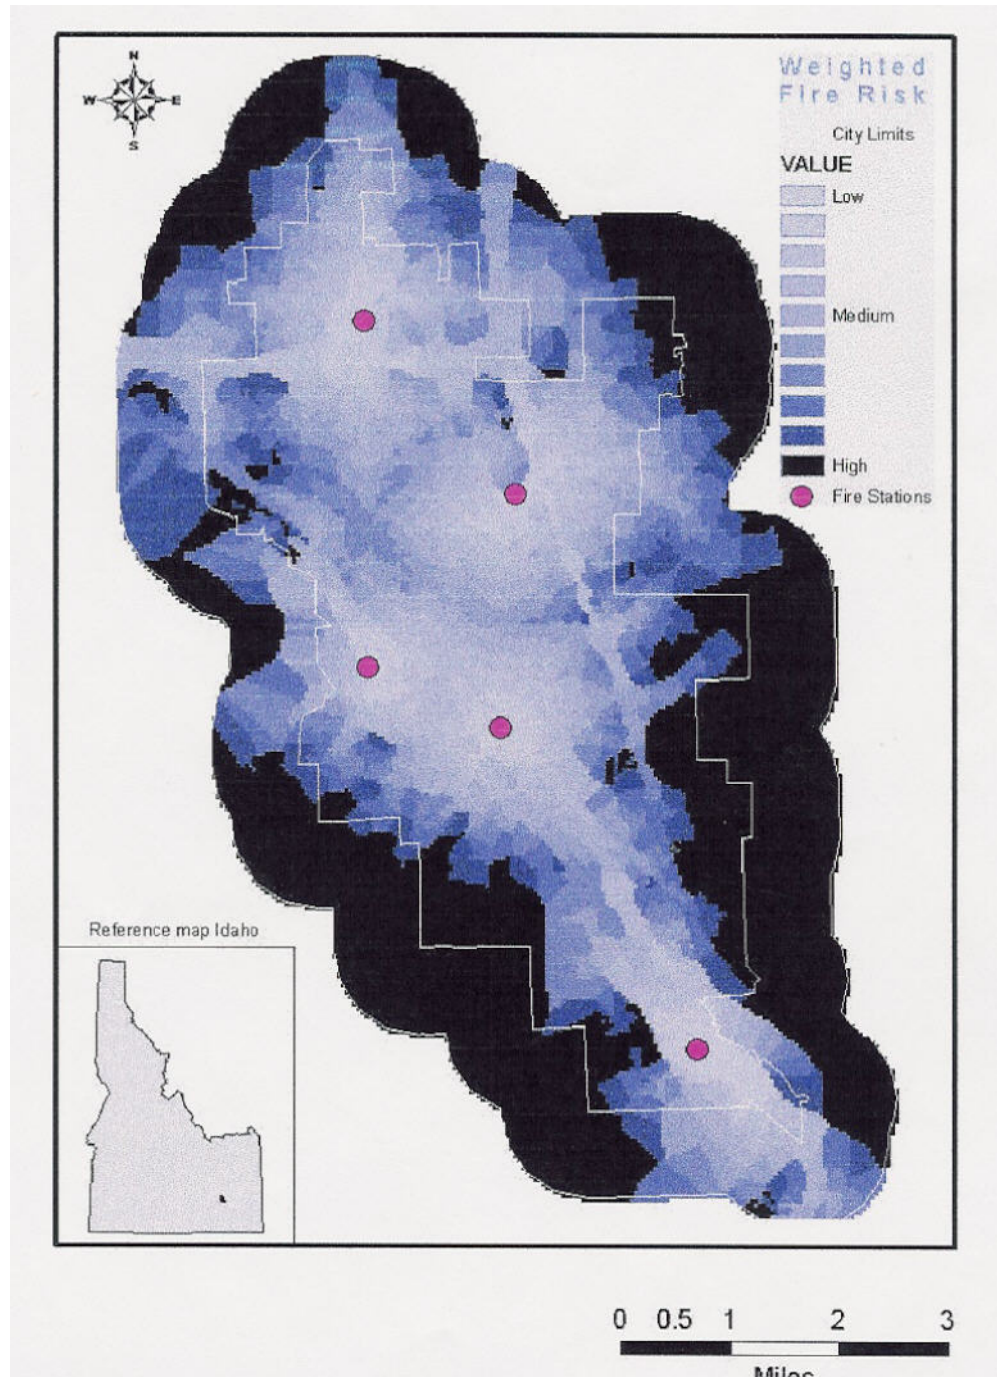 N
W
E
S
Weighted
Fire Risk
City Limits
VALUE
Low
Medium
High
Fire Stations
Reference map Idaho
0 0.5 1 2 3
Miles